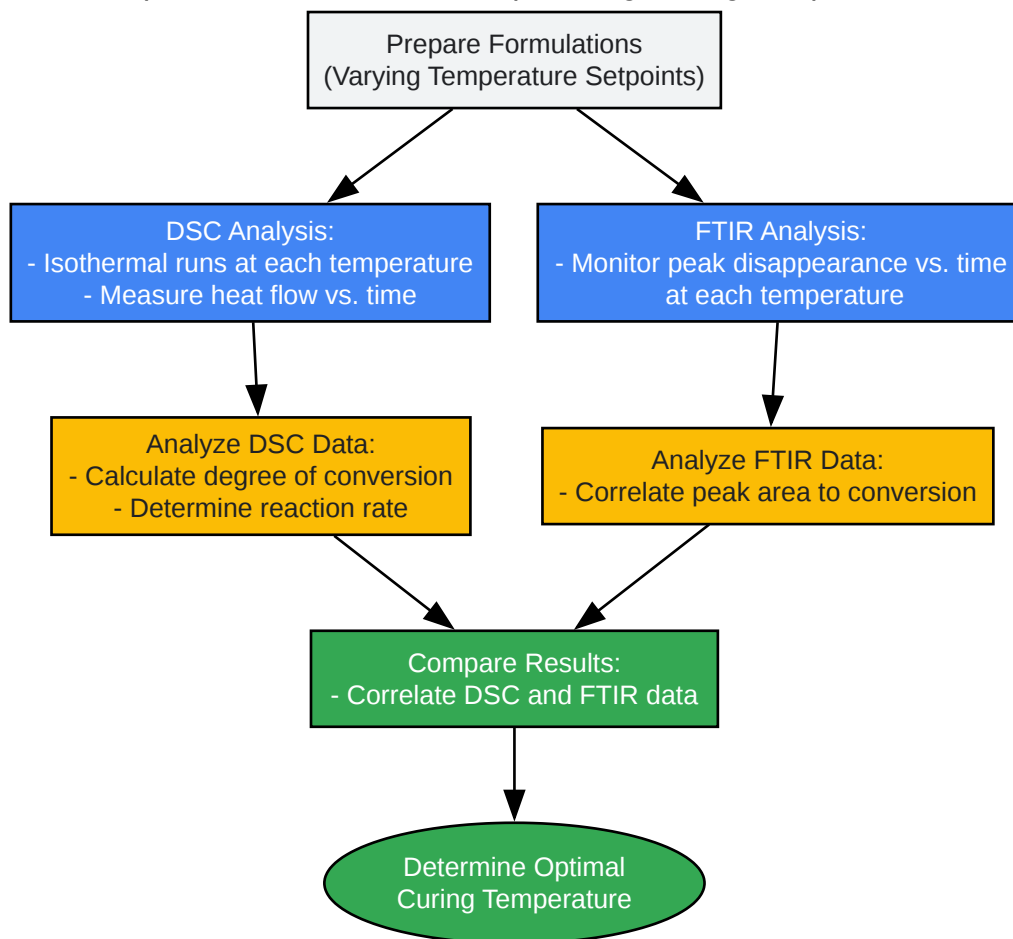 Prepare Formulations
(Varying Temperature Setpoints)
DSC Analysis:
- Isothermal runs at each temperature
- Measure heat flow vs. time
FTIR Analysis:
- Monitor peak disappearance vs. time
at each temperature
Analyze DSC Data:
- Calculate degree of conversion
- Determine reaction rate
Analyze FTIR Data:
- Correlate peak area to conversion
Compare Results:
- Correlate DSC and FTIR data
Determine Optimal
Curing Temperature